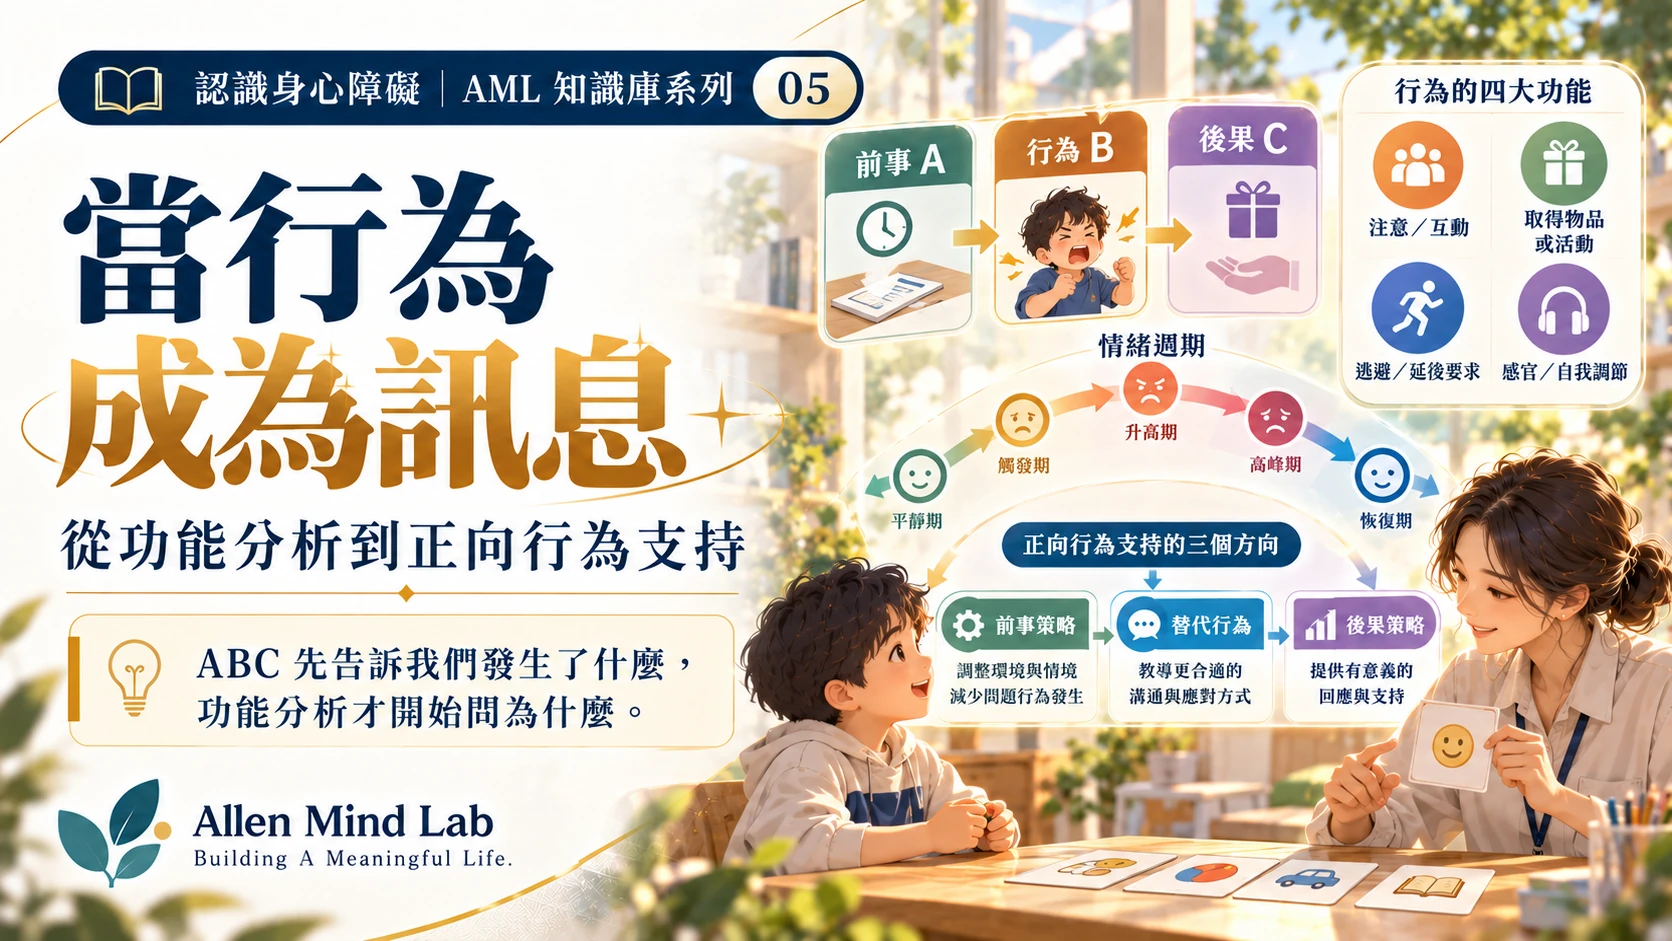 認識身心障礙｜AML 知識庫系列 05
當行為
成為訊息
從功能分析到正向行為支持
ABC 先告訴我們發生了什麼，
功能分析才開始問為什麼。
Allen Mind Lab
Building A Meaningful Life.
前事 A
行為 B
後果 C
行為的四大功能
注意／互動
取得物品
或活動
逃避／延後要求
感官／自我調節
情緒週期
平靜期
觸發期
升高期
高峰期
恢復期
正向行為支持的三個方向
前事策略
調整環境與情境
減少問題行為發生
替代行為
教導更合適的
溝通與應對方式
後果策略
提供有意義的
回應與支持